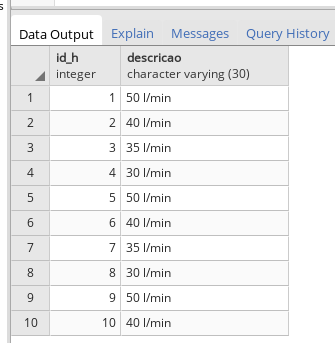 s
Data Output Explain Messages Query History
id_h descricao
integer character varying (30)
1 1 50 l/min
2 2 40 l/min
3 3 35 l/min
4 4 30 l/min
5 5 50 l/min
6 6 40 l/min
7 7 35 l/min
8 8 30 l/min
9 9 50 l/min
10 10 40 l/min